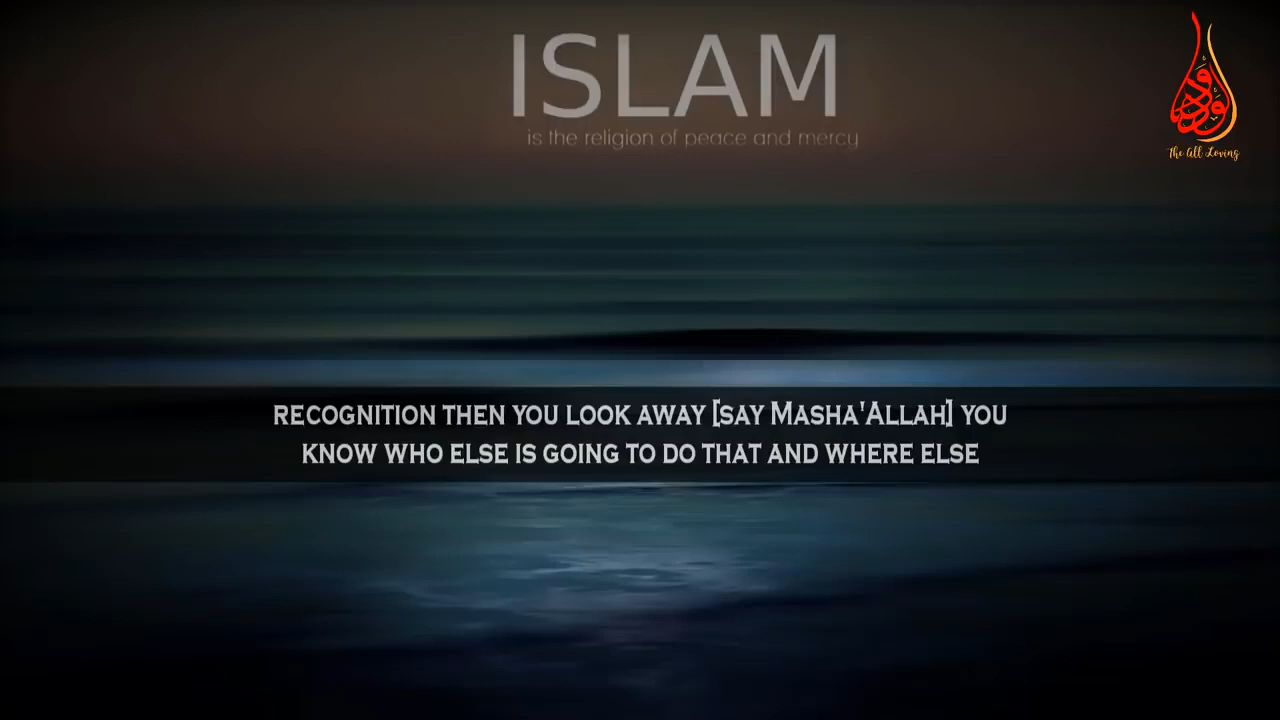 ISLAM
is the religion of peace and mercy
The All Loving
RECOGNITION THEN YOU LOOK AWAY [SAY MASHA'ALLAH] YOU
KNOW WHO ELSE IS GOING TO DO THAT AND WHERE ELSE